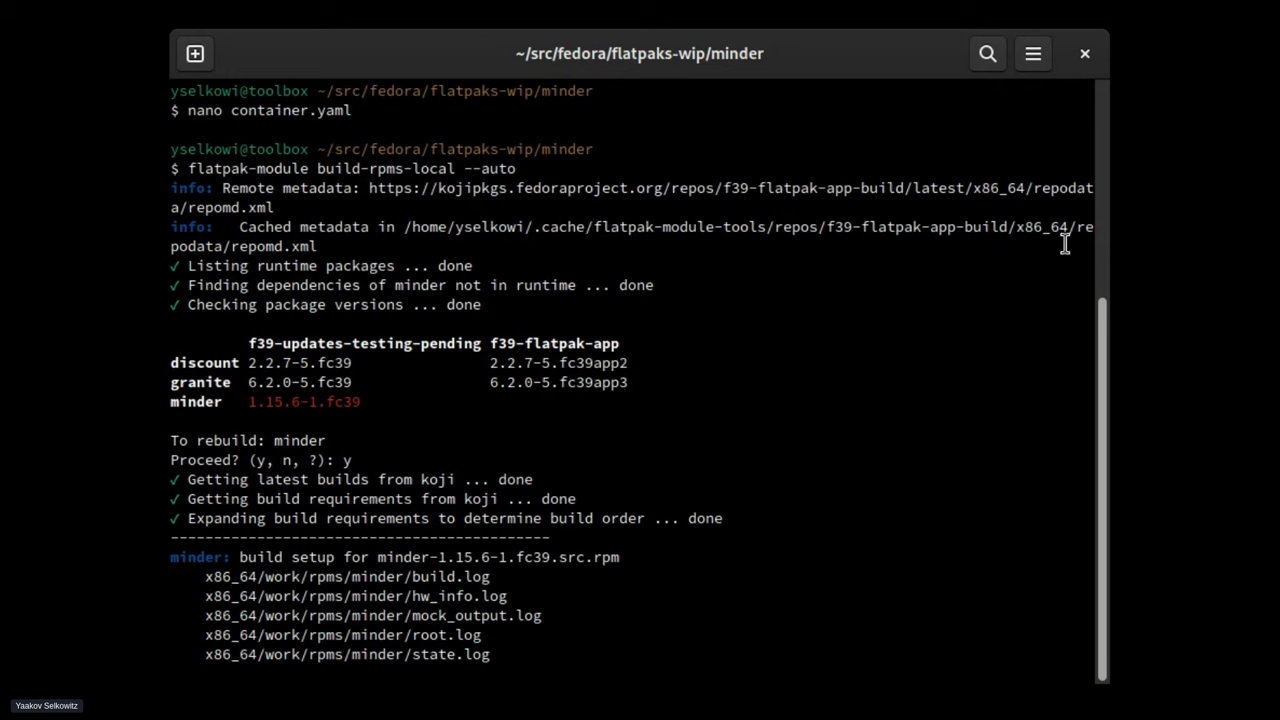 ~/src/fedora/flatpaks-wip/minder
yselkowi@toolbox ~/src/fedora/flatpaks-wip/minder
$ nano container.yaml
yselkowi@toolbox ~/src/fedora/flatpaks-wip/minder
$ flatpak-module build-rpms-local --auto
info: Remote metadata: https://kojipkgs.fedoraproject.org/repos/f39-flatpak-app-build/latest/x86_64/repodat
a/repomd.xml
info:   Cached metadata in /home/yselkowi/.cache/flatpak-module-tools/repos/f39-flatpak-app-build/x86_64/re
podata/repomd.xml
✓ Listing runtime packages ... done
✓ Finding dependencies of minder not in runtime ... done
✓ Checking package versions ... done
f39-updates-testing-pending f39-flatpak-app
discount 2.2.7-5.fc39 2.2.7-5.fc39app2
granite 6.2.0-5.fc39 6.2.0-5.fc39app3
minder 1.15.6-1.fc39
To rebuild: minder
Proceed? (y, n, ?): y
✓ Getting latest builds from koji ... done
✓ Getting build requirements from koji ... done
✓ Expanding build requirements to determine build order ... done
--------------------------------------------
minder: build setup for minder-1.15.6-1.fc39.src.rpm
x86_64/work/rpms/minder/build.log
x86_64/work/rpms/minder/hw_info.log
x86_64/work/rpms/minder/mock_output.log
x86_64/work/rpms/minder/root.log
x86_64/work/rpms/minder/state.log
Yaakov Selkowitz